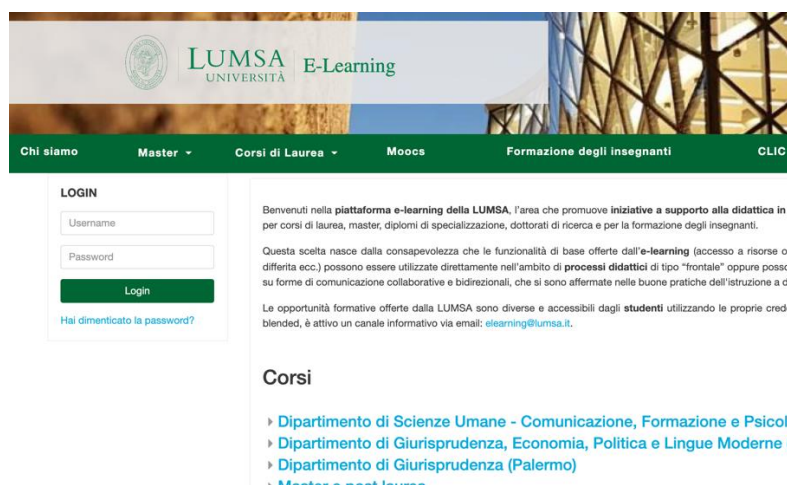 LUMSA
UNIVERSITÀ
E-Learning
Chi siamo Master Corsi di Laurea Moocs Formazione degli insegnanti CLIC
LOGIN
Username
Password
Login
Hai dimenticato la password?
Benvenuti nella piattaforma e-learning della LUMSA, l'area che promuove iniziative a supporto alla didattica in
per corsi di laurea, master, diplomi di specializzazione, dottorati di ricerca e per la formazione degli insegnanti.
Questa scelta nasce dalla consapevolezza che le funzionalità di base offerte dall'e-learning (accesso a risorse o
differita ecc.) possono essere utilizzate direttamente nell'ambito di processi didattici di tipo "frontale" oppure posso
su forme di comunicazione collaborative e bidirezionali, che si sono affermate nelle buone pratiche dell'istruzione a d
Le opportunità formative offerte dalla LUMSA sono diverse e accessibili dagli studenti utilizzando le proprie cred
blended, è attivo un canale informativo via email: elearning@lumsa.it.
Corsi
Dipartimento di Scienze Umane - Comunicazione, Formazione e Psicol
Dipartimento di Giurisprudenza, Economia, Politica e Lingue Moderne
Dipartimento di Giurisprudenza (Palermo)
Master e post laurea